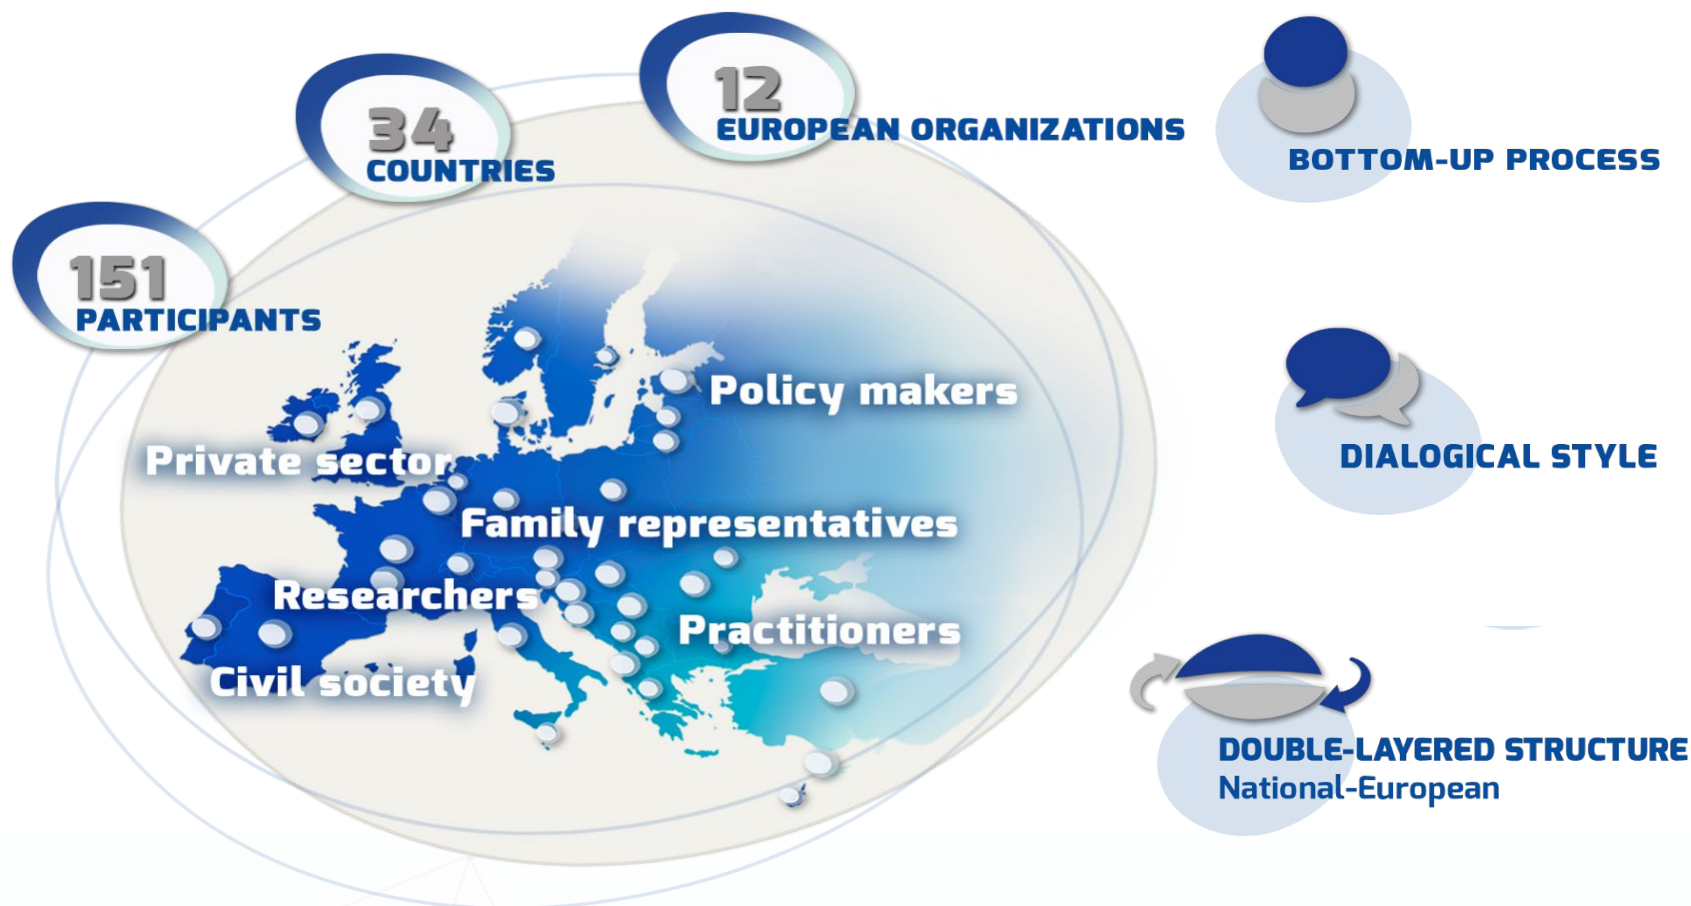 12
EUROPEAN ORGANIZATIONS
34
COUNTRIES
151
PARTICIPANTS
Policy makers
Private sector
Family representatives
Researchers
Practitioners
Civil society
BOTTOM-UP PROCESS
DIALOGICAL STYLE
DOUBLE-LAYERED STRUCTURE
National-European